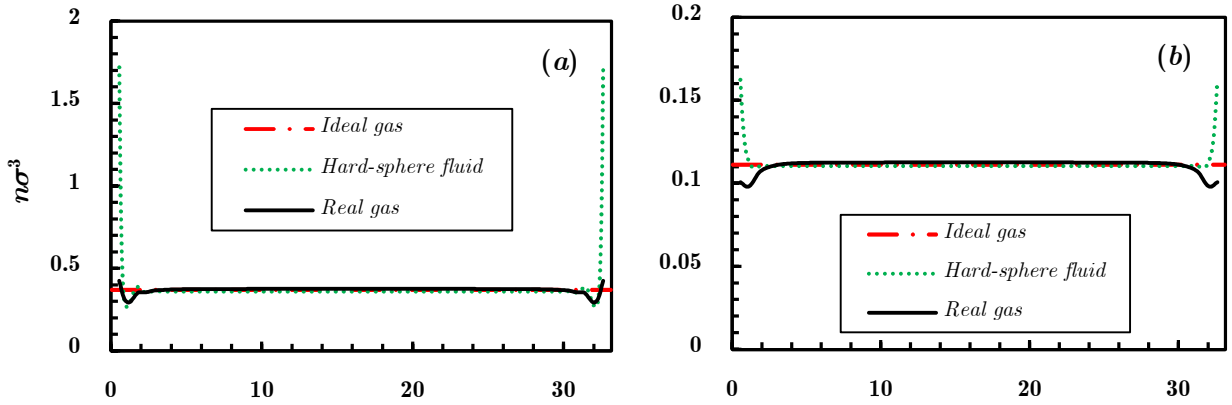 2
1.5
1
0.5
0
nσ³
(a)
Ideal gas
Hard-sphere fluid
Real gas
0
10
20
30
0.2
0.15
0.1
0.05
0
(b)
Ideal gas
Hard-sphere fluid
Real gas
0
10
20
30